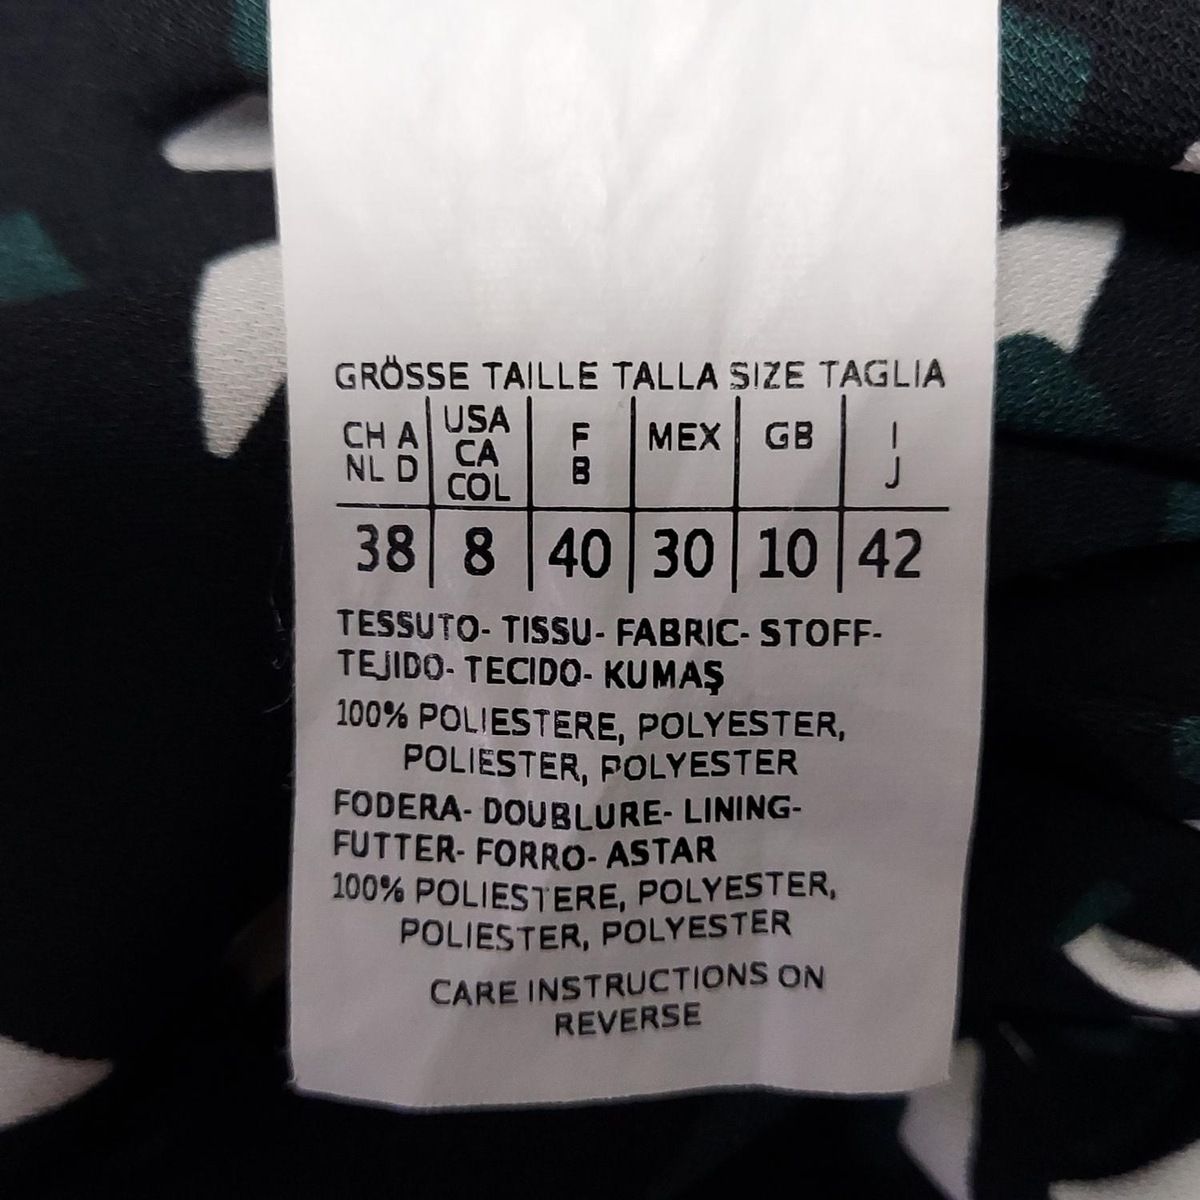 GRÖSSE TAILLE TALLA SIZE TAGLIA
CH A USA F MEX GB I
NL D CA B J
COL
38 8 40 30 10 42
TESSUTO- TISSU- FABRIC- STOFF-
TEJIDO- TECIDO- KUMAŞ
100% POLIESTERE, POLYESTER,
POLIESTER, POLYESTER
FODERA- DOUBLURE- LINING-
FUTTER- FORRO- ASTAR
100% POLIESTERE, POLYESTER,
POLIESTER, POLYESTER
CARE INSTRUCTIONS ON
REVERSE